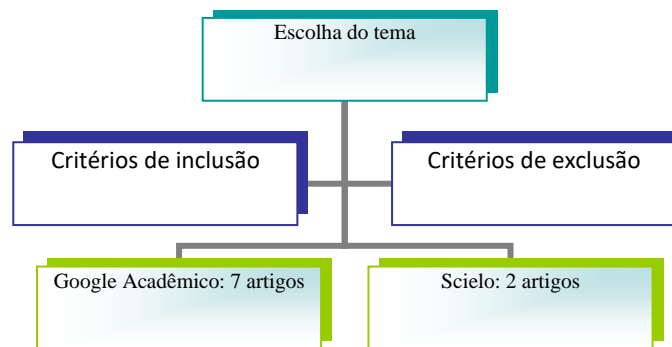 Escolha do tema
Critérios de inclusão
Critérios de exclusão
Google Acadêmico: 7 artigos
Scielo: 2 artigos